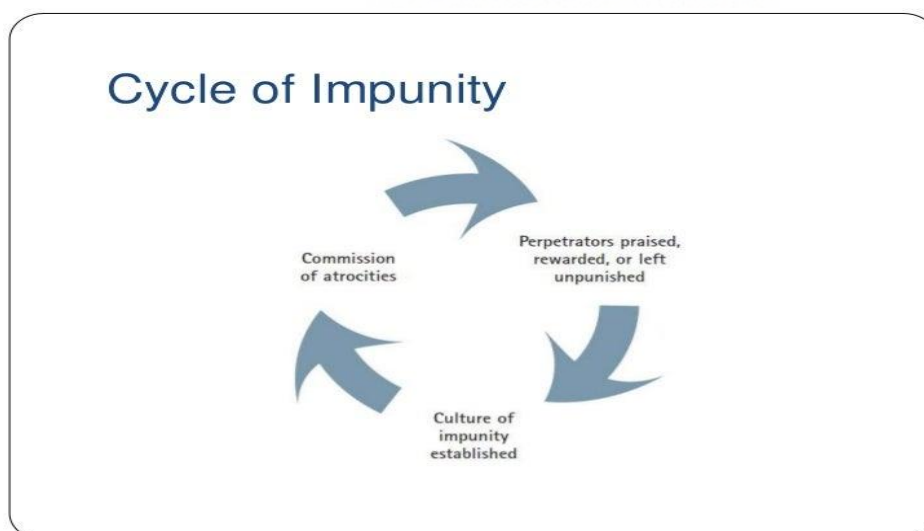 Cycle of Impunity
Commission
of atrocities
Perpetrators praised,
rewarded, or left
unpunished
Culture of
impunity
established